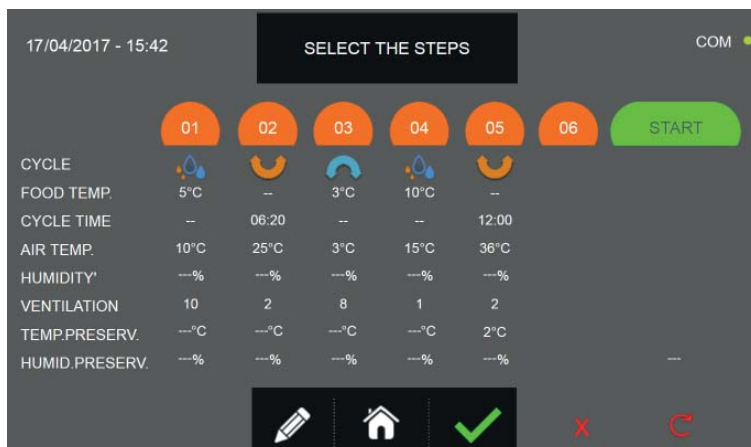 17/04/2017 - 15:42 SELECT THE STEPS COM
01 02 03 04 05 06 START
CYCLE
FOOD TEMP. 5°C -- 3°C 10°C --
CYCLE TIME -- 06:20 -- -- 12:00
AIR TEMP. 10°C 25°C 3°C 15°C 36°C
HUMIDITY' ---% ---% ---% ---% ---%
VENTILATION 10 2 8 1 2
TEMP.PRESERV. ---°C ---°C ---°C ---°C 2°C
HUMID.PRESERV. ---% ---% ---% ---% ---% ---
X